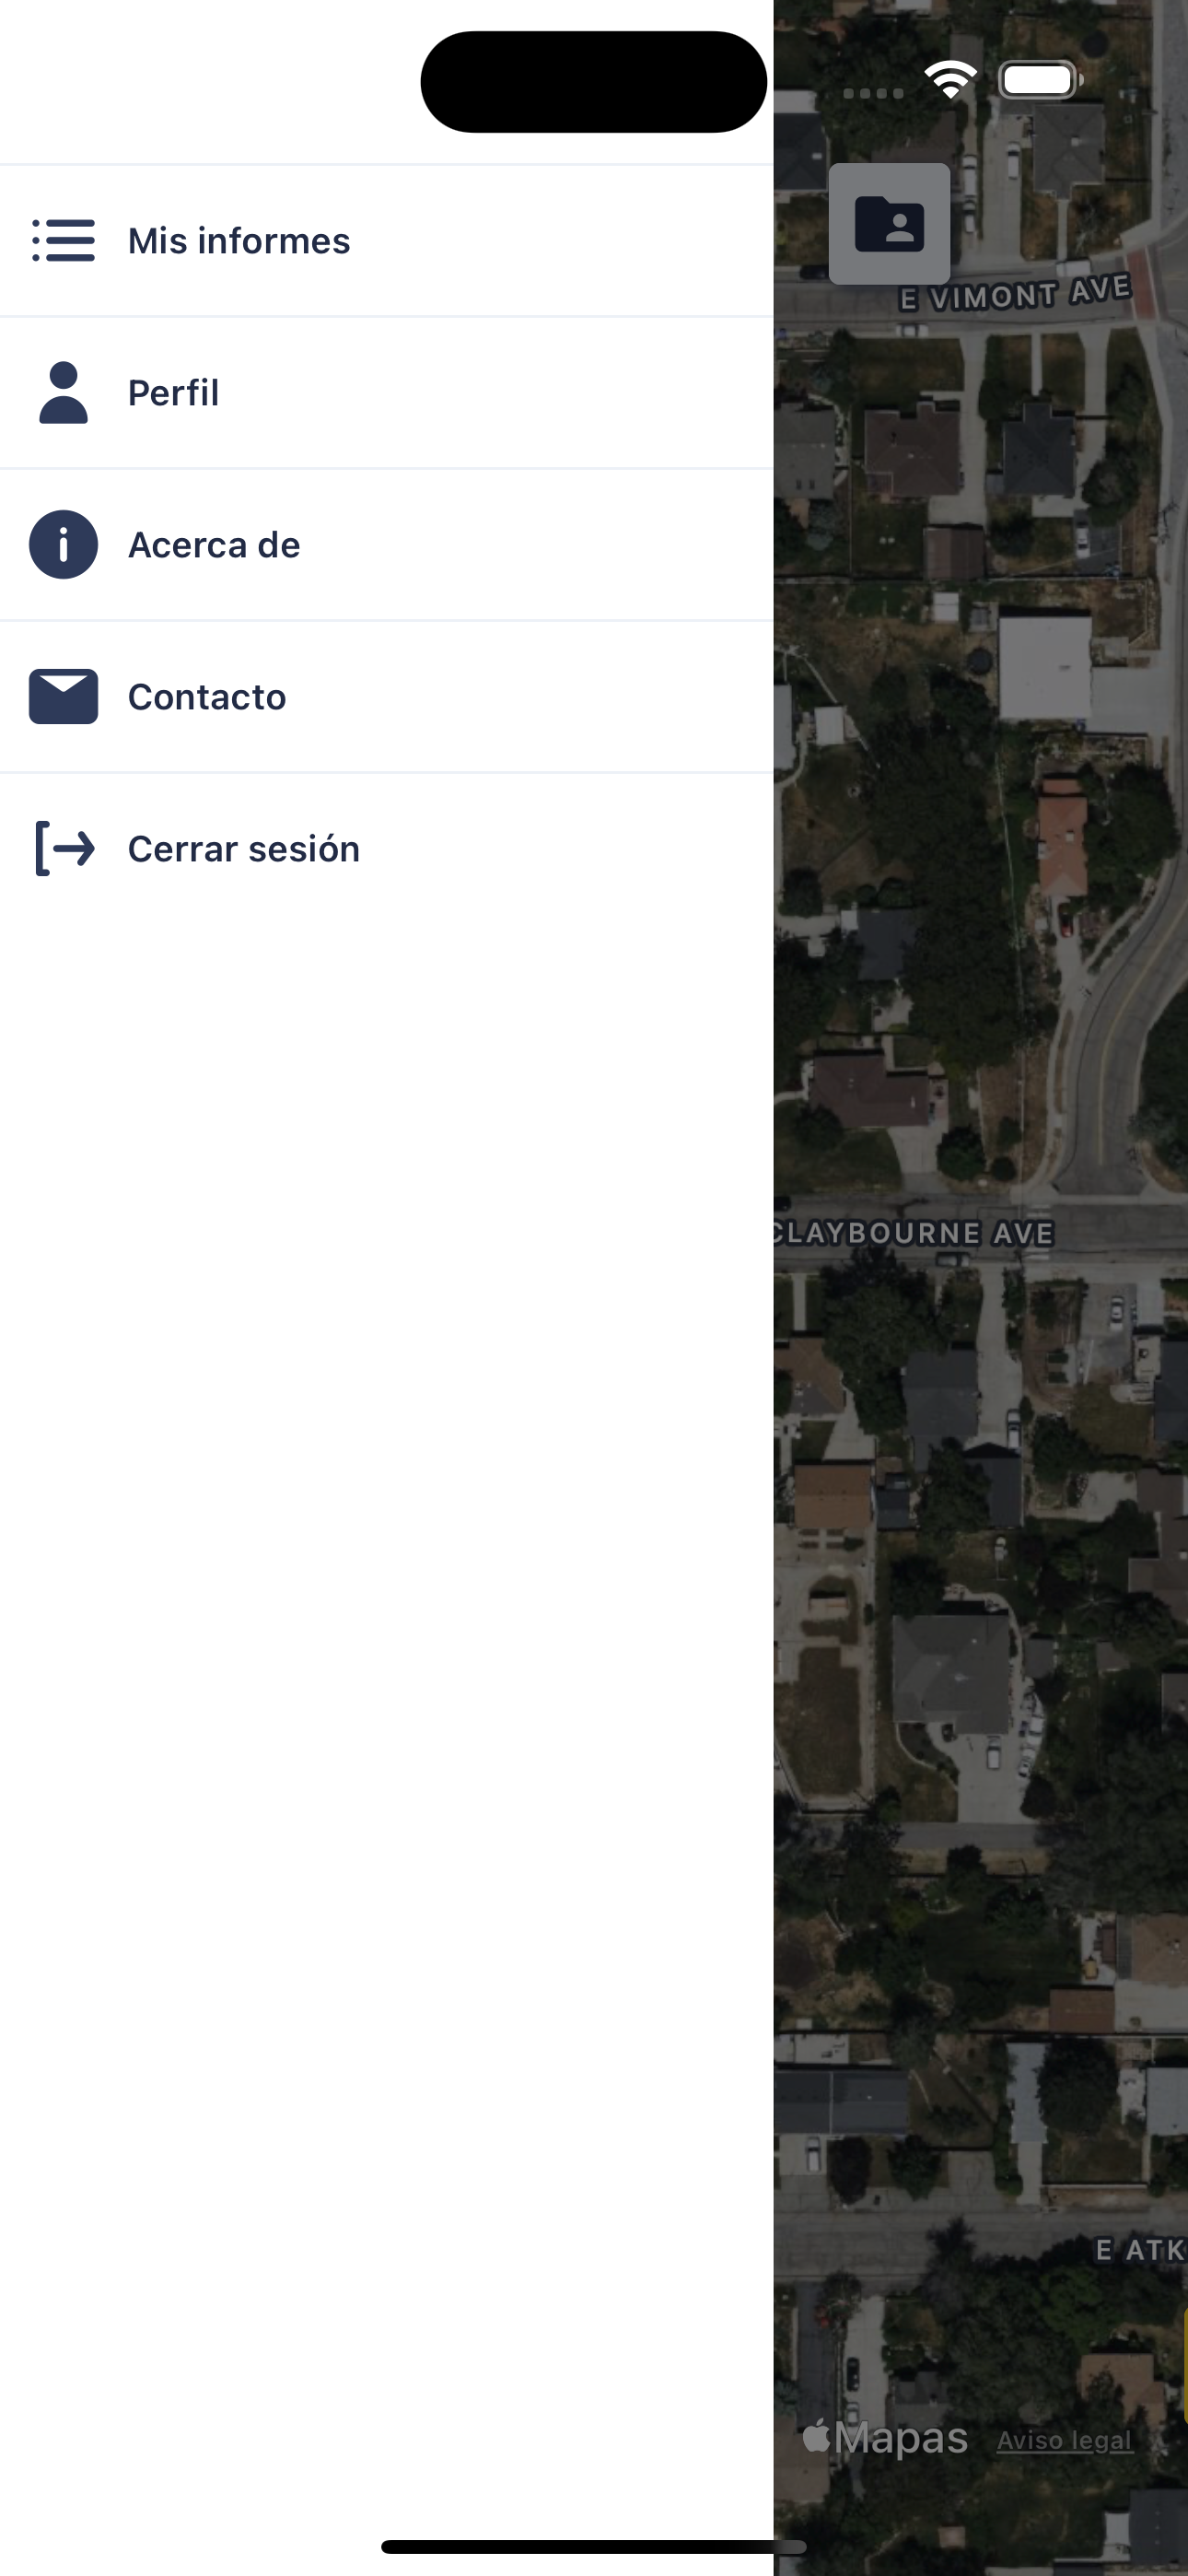 Mis informes
Perfil
Acerca de
Contacto
Cerrar sesión
E VIMONT AVE
CLAYBOURNE AVE
E ATK
Mapas
Aviso legal